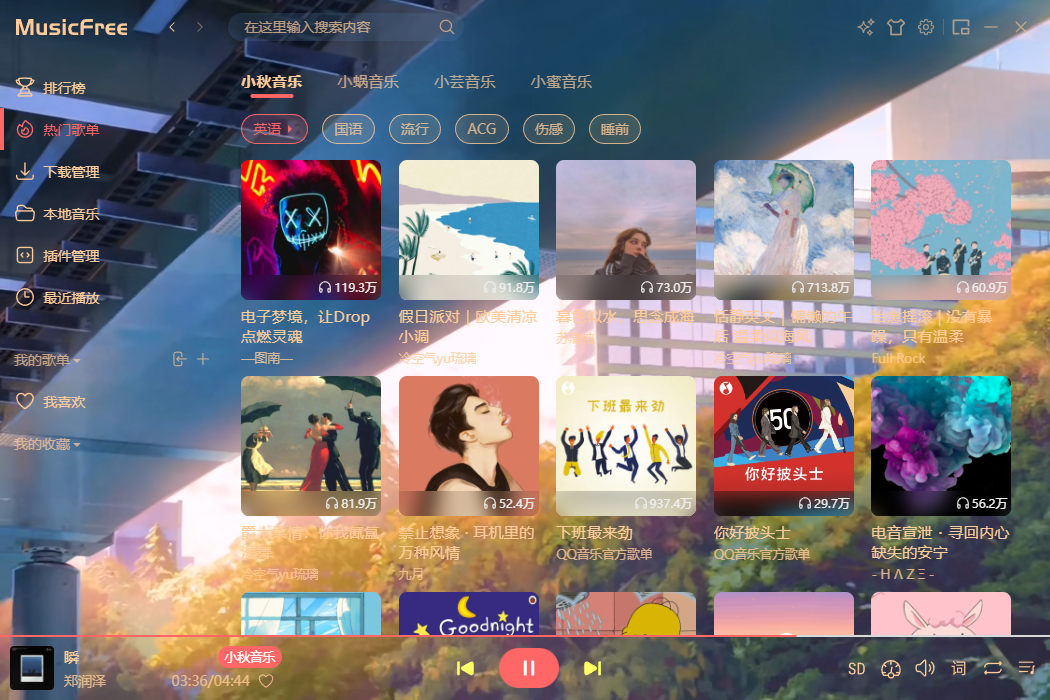 MusicFree
在这里输入搜索内容
排行榜
热门歌单
下载管理
本地音乐
插件管理
最近播放
我的歌单
我喜欢
我的收藏
小秋音乐 小蜗音乐 小芸音乐 小蜜音乐
英语 国语 流行 ACG 伤感 睡前
119.3万 91.8万 73.0万 713.8万 60.9万
电子梦境，让Drop
点燃灵魂
—图南—
假日派对｜欧美清凉
小调
冷空气yu琉璃
思念成海
没有暴
躁，只有温柔
Full Rock
81.9万 52.4万 937.4万 29.7万 56.2万
冷空气yu琉璃
禁止想象 · 耳机里的
万种风情
九月
下班最来劲
下班最来劲
QQ音乐官方歌单
50
你好披头士
你好披头士
QQ音乐官方歌单
电音宣泄 · 寻回内心
缺失的安宁
- H Λ Z Ξ -
Goodnight
瞬
小秋音乐
郑润泽
03:36/04:44
SD
词